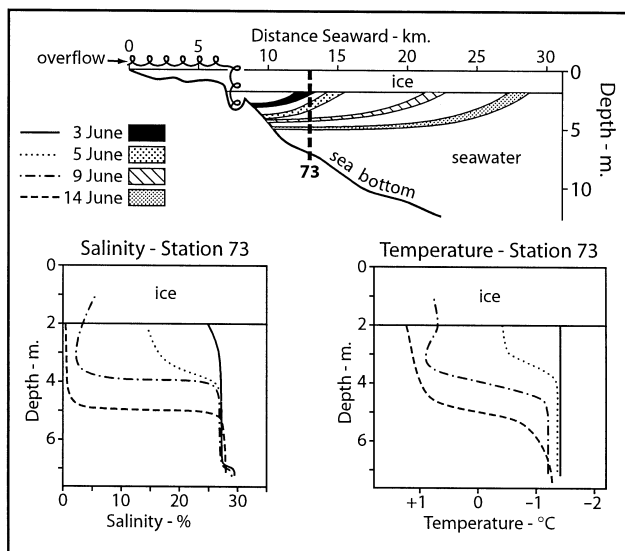 Distance Seaward - km.
0 5 10 15 20 25 30
overflow
ice
0
5
10
Depth - m.
3 June
5 June
9 June
14 June
73
sea bottom
seawater
Salinity - Station 73
0
2
4
6
Depth - m.
ice
0 10 20 30
Salinity - %
Temperature - Station 73
0
2
4
6
Depth - m.
ice
+1 0 −1 −2
Temperature - °C